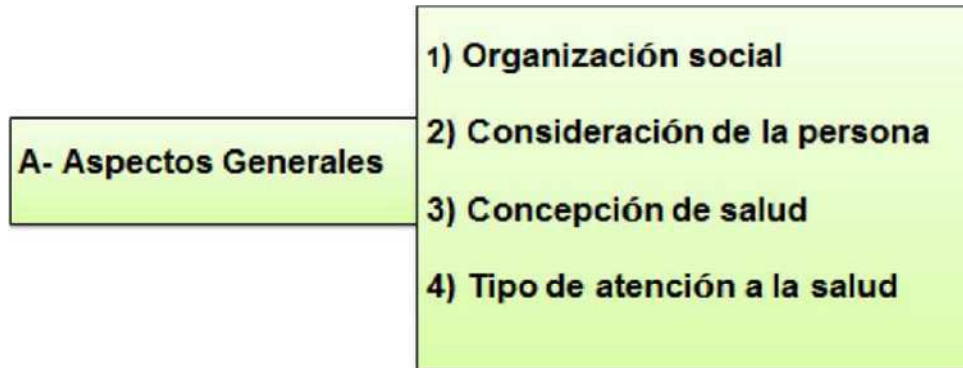 A- Aspectos Generales
1) Organización social
2) Consideración de la persona
3) Concepción de salud
4) Tipo de atención a la salud